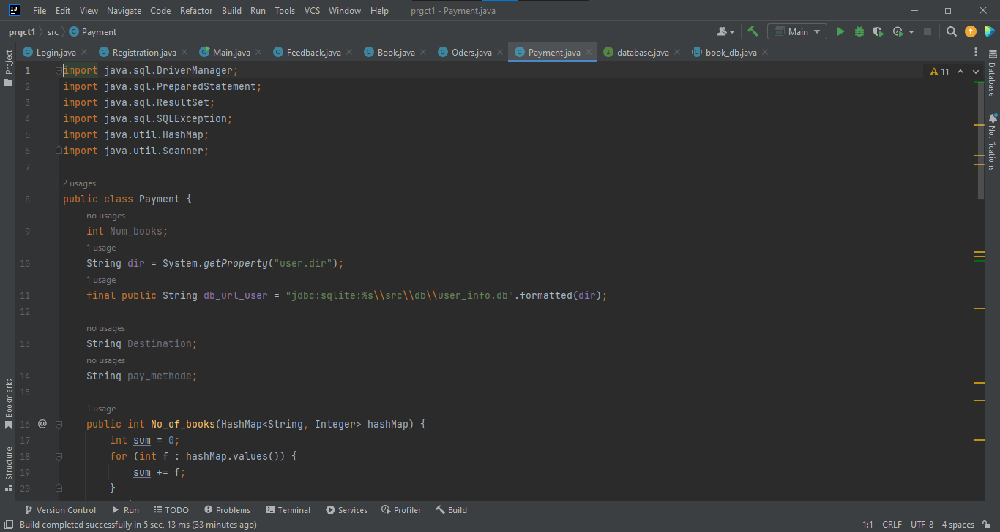 File Edit View Navigate Code Refactor Build Run Tools VCS Window Help prgct1 - Payment.java
prgct1 src Payment Main
Login.java Registration.java Main.java Feedback.java Book.java Oders.java Payment.java database.java book_db.java
Project
Bookmarks
Structure
1 import java.sql.DriverManager;
2 import java.sql.PreparedStatement;
3 import java.sql.ResultSet;
4 import java.sql.SQLException;
5 import java.util.HashMap;
6 import java.util.Scanner;
7
2 usages
8 public class Payment {
no usages
9 int Num_books;
1 usage
10 String dir = System.getProperty("user.dir");
1 usage
11 final public String db_url_user = "jdbc:sqlite:%s\\src\\db\\user_info.db".formatted(dir);
12
no usages
13 String Destination;
no usages
14 String pay_methode;
15
1 usage
16 @ public int No_of_books(HashMap<String, Integer> hashMap) {
17 int sum = 0;
18 for (int f : hashMap.values()) {
19 sum += f;
20 }
11
Database
Notifications
Version Control Run TODO Problems Terminal Services Profiler Build
Build completed successfully in 5 sec, 13 ms (33 minutes ago) 1:1 CRLF UTF-8 4 spaces